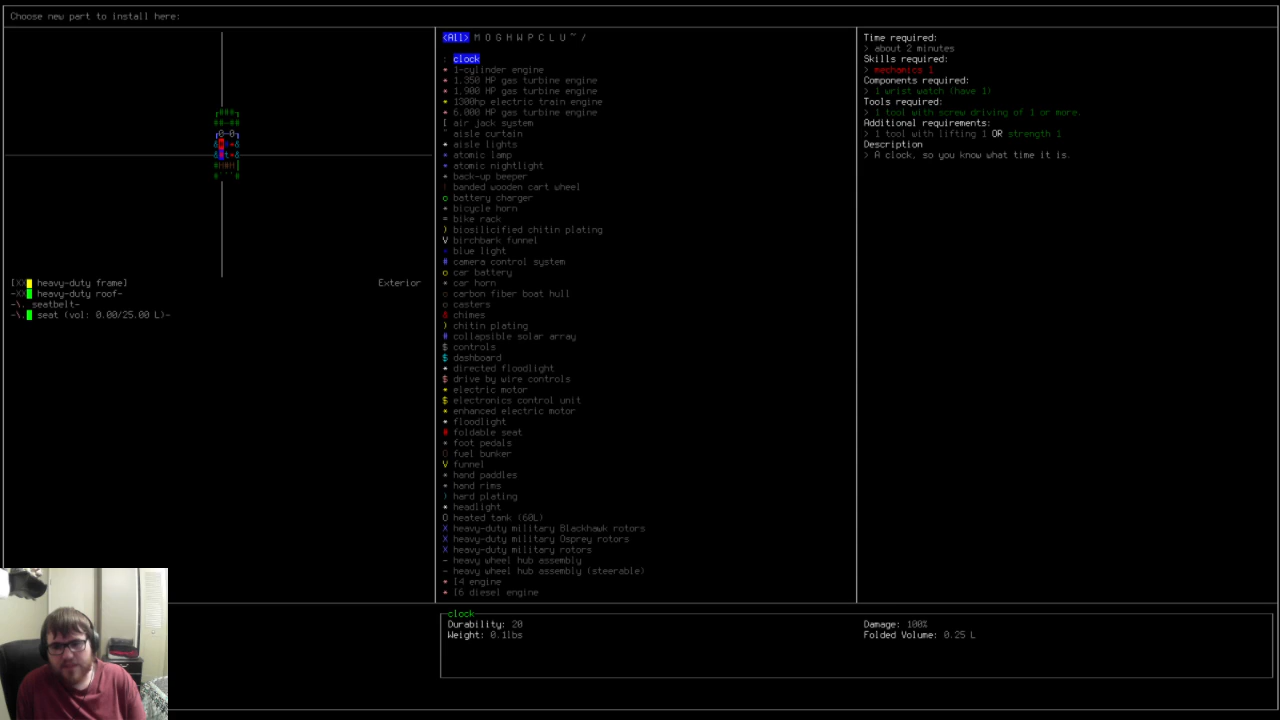 Choose new part to install here:
[XX heavy-duty frame] Exterior
-XX heavy-duty roof-
-\. seatbelt-
-\. seat (vol: 0.00/25.00 L)-
<All> M O G H W P C L U ~ /
: clock
* 1-cylinder engine
* 1,350 HP gas turbine engine
* 1,900 HP gas turbine engine
* 1300hp electric train engine
* 6,000 HP gas turbine engine
[ air jack system
" aisle curtain
* aisle lights
* atomic lamp
* atomic nightlight
* back-up beeper
banded wooden cart wheel
o battery charger
* bicycle horn
= bike rack
) biosilicified chitin plating
V birchbark funnel
* blue light
# camera control system
o car battery
* car horn
o carbon fiber boat hull
o casters
& chimes
) chitin plating
# collapsible solar array
$ controls
$ dashboard
* directed floodlight
$ drive by wire controls
* electric motor
$ electronics control unit
* enhanced electric motor
* floodlight
# foldable seat
* foot pedals
O fuel bunker
V funnel
* hand paddles
* hand rims
) hard plating
* headlight
O heated tank (60L)
X heavy-duty military Blackhawk rotors
X heavy-duty military Osprey rotors
X heavy-duty military rotors
- heavy wheel hub assembly
- heavy wheel hub assembly (steerable)
* I4 engine
* I6 diesel engine
Time required:
> about 2 minutes
Skills required:
> mechanics 1
Components required:
> 1 wrist watch (have 1)
Tools required:
> 1 tool with screw driving of 1 or more.
Additional requirements:
> 1 tool with lifting 1 OR strength 1
Description
> A clock, so you know what time it is.
clock
Durability: 20 Damage: 100%
Weight: 0.1lbs Folded Volume: 0.25 L